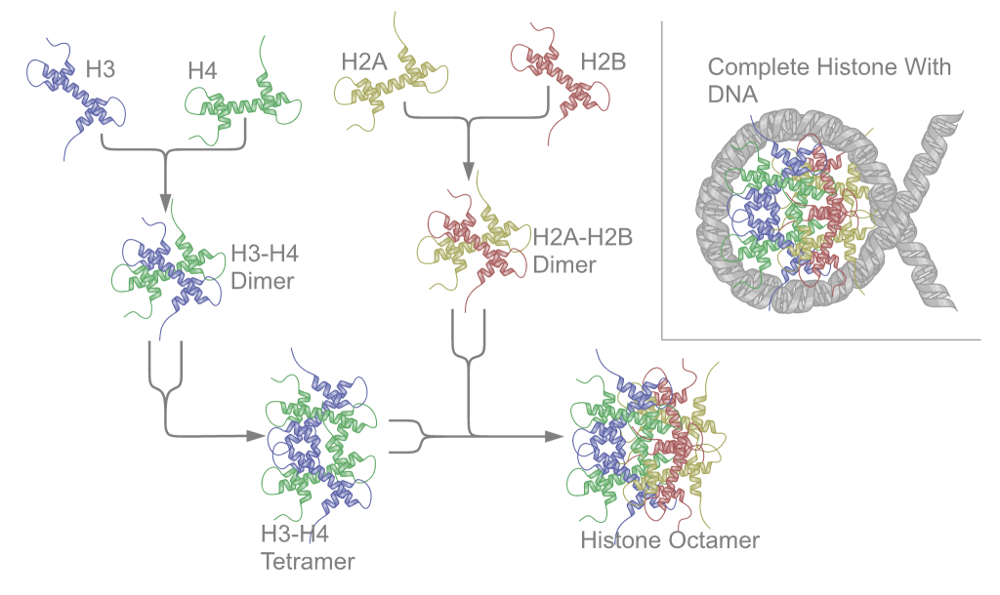 H3
H4
H2A
H2B
Complete Histone With
DNA
H3-H4
Dimer
H2A-H2B
Dimer
H3-H4
Tetramer
Histone Octamer